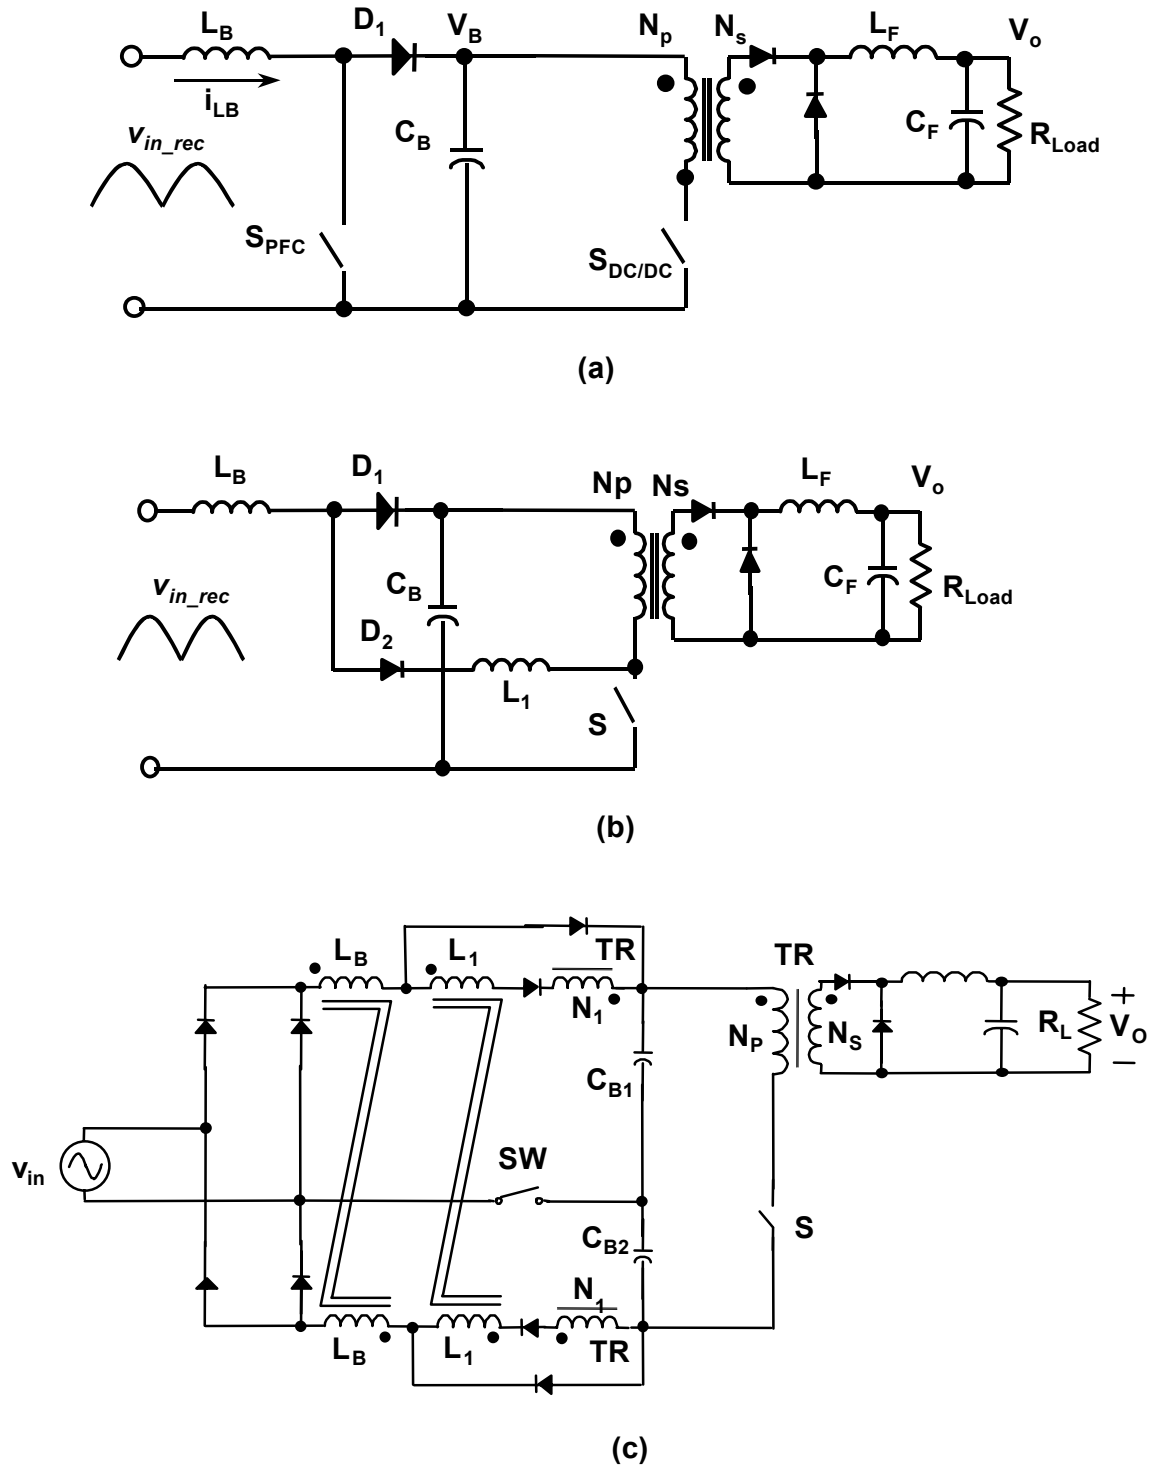 L_B D_1 V_B N_p N_s L_F V_o
i_LB
v_in_rec C_B C_F R_Load
S_PFC S_DC/DC
(a)
L_B D_1 Np Ns L_F V_o
v_in_rec C_B C_F R_Load
D_2
L_1 S
(b)
L_B L_1 TR TR
N_1 N_P N_S R_L + V_O −
C_B1
v_in SW
S
C_B2
N_1
L_B L_1 TR
(c)